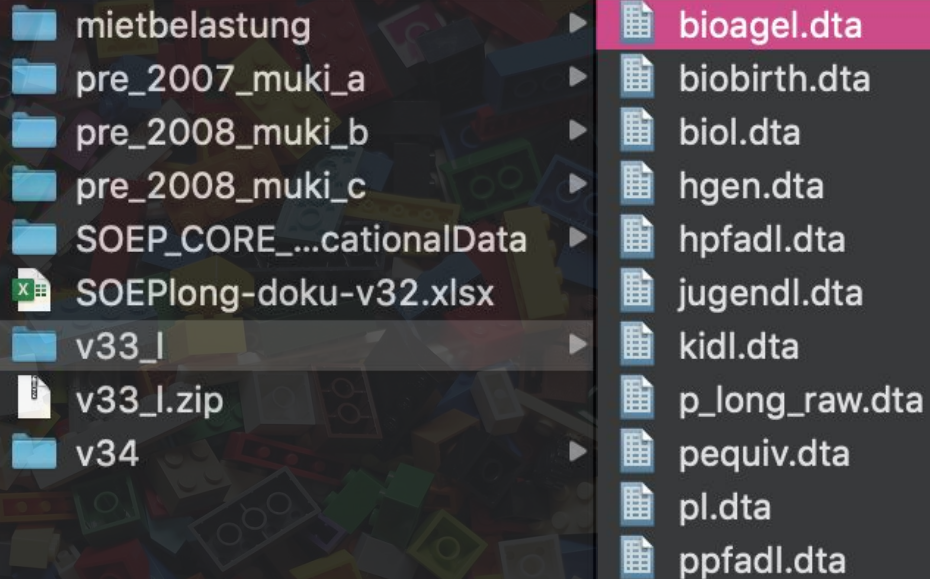 mietbelastung
pre_2007_muki_a
pre_2008_muki_b
pre_2008_muki_c
SOEP_CORE_...cationalData
SOEPlong-doku-v32.xlsx
v33_l
v33_l.zip
v34
bioagel.dta
biobirth.dta
biol.dta
hgen.dta
hpfadl.dta
jugendl.dta
kidl.dta
p_long_raw.dta
pequiv.dta
pl.dta
ppfadl.dta